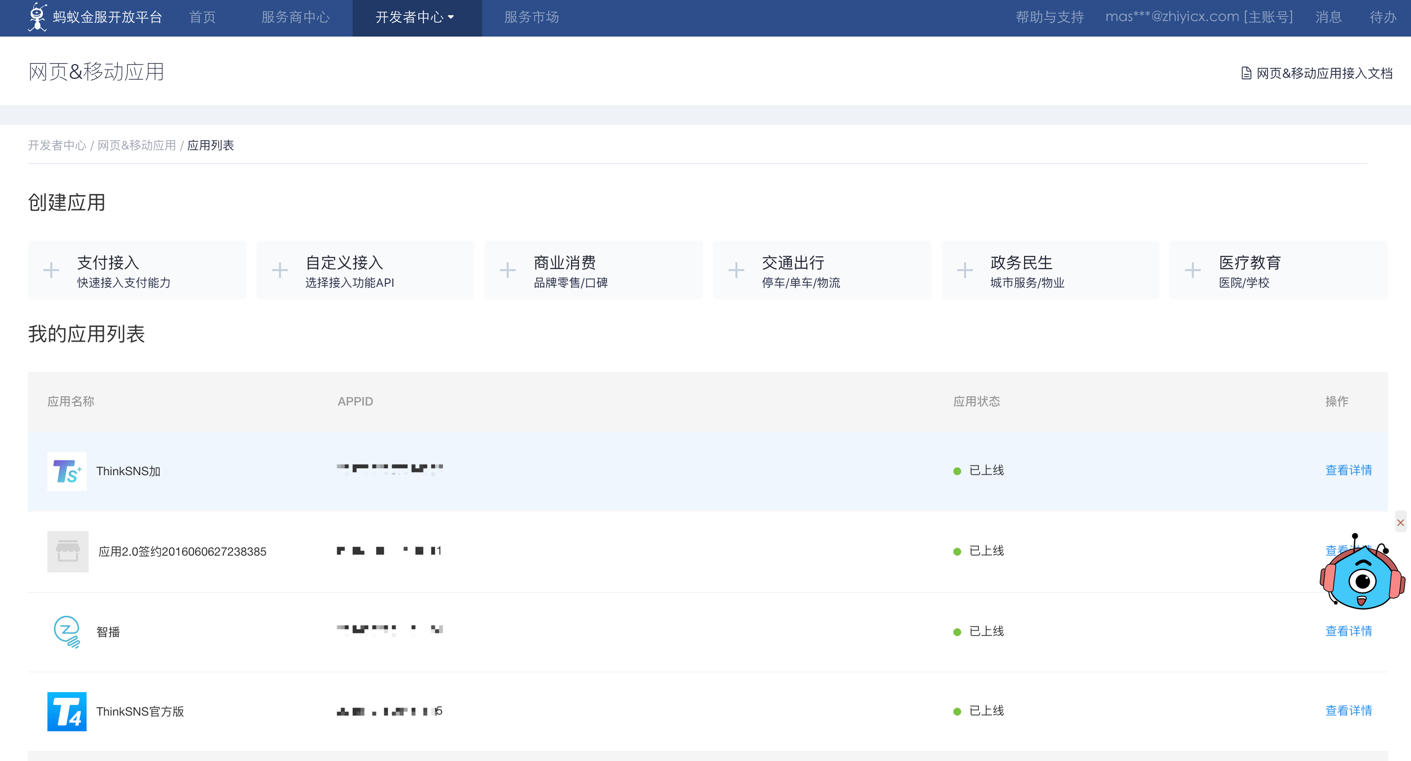 蚂蚁金服开放平台 首页 服务商中心 开发者中心 服务市场 帮助与支持 mas***@zhiyicx.com [主账号] 消息 待办
网页&移动应用
网页&移动应用接入文档
开发者中心 / 网页&移动应用 / 应用列表
创建应用
支付接入 自定义接入 商业消费 交通出行 政务民生 医疗教育
快速接入支付能力 选择接入功能API 品牌零售/口碑 停车/单车/物流 城市服务/物业 医院/学校
我的应用列表
应用名称 APPID 应用状态 操作
TS+ ThinkSNS加 已上线 查看详情
应用2.0签约2016060627238385 1 已上线 查看
智播 已上线 查看详情
T4 ThinkSNS官方版 5 已上线 查看详情